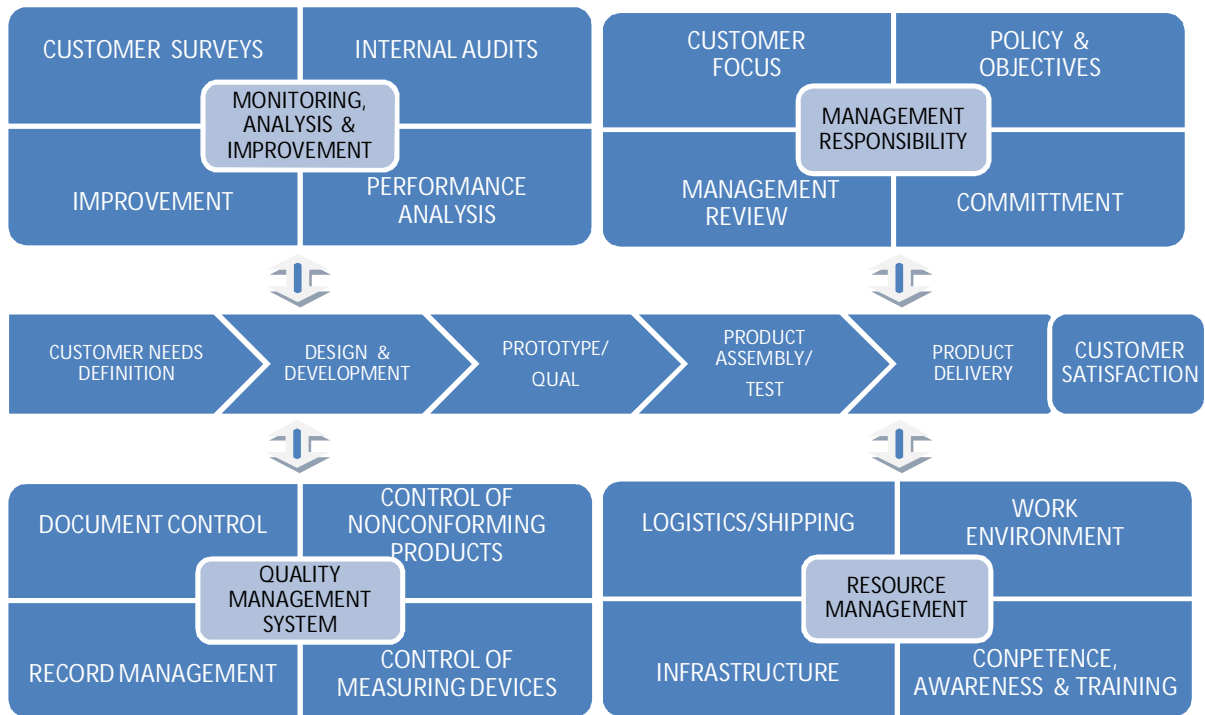 CUSTOMER SURVEYS
INTERNAL AUDITS
MONITORING,
ANALYSIS &
IMPROVEMENT
IMPROVEMENT
PERFORMANCE
ANALYSIS
CUSTOMER
FOCUS
POLICY &
OBJECTIVES
MANAGEMENT
RESPONSIBILITY
MANAGEMENT
REVIEW
COMMITTMENT
CUSTOMER NEEDS
DEFINITION
DESIGN &
DEVELOPMENT
PROTOTYPE/
QUAL
PRODUCT
ASSEMBLY/
TEST
PRODUCT
DELIVERY
CUSTOMER
SATISFACTION
DOCUMENT CONTROL
CONTROL OF
NONCONFORMING
PRODUCTS
QUALITY
MANAGEMENT
SYSTEM
RECORD MANAGEMENT
CONTROL OF
MEASURING DEVICES
LOGISTICS/SHIPPING
WORK
ENVIRONMENT
RESOURCE
MANAGEMENT
INFRASTRUCTURE
CONPETENCE,
AWARENESS & TRAINING